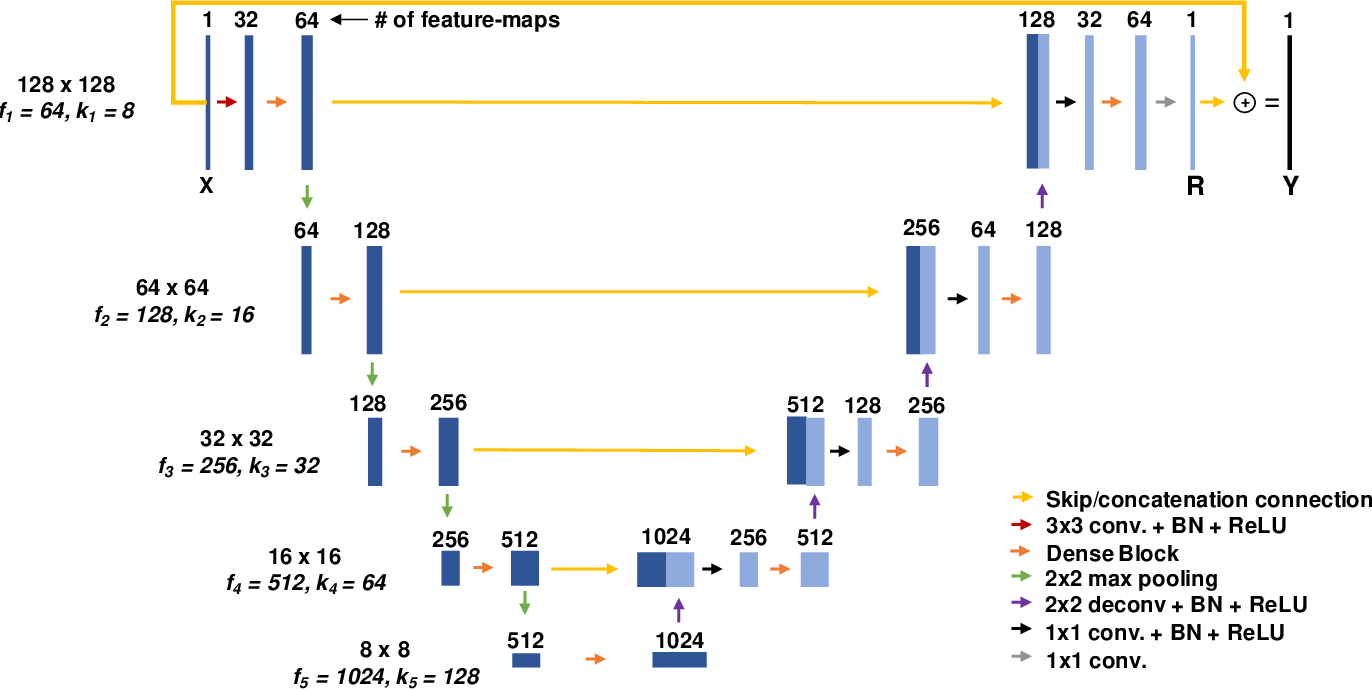 1 32 64 # of feature-maps 128 32 64 1 1
128 x 128
f1 = 64, k1 = 8
+ =
X R Y
64 128 256 64 128
64 x 64
f2 = 128, k2 = 16
128 256 512 128 256
32 x 32
f3 = 256, k3 = 32
256 512 1024 256 512
16 x 16
f4 = 512, k4 = 64
512 1024
8 x 8
f5 = 1024, k5 = 128
Skip/concatenation connection
3x3 conv. + BN + ReLU
Dense Block
2x2 max pooling
2x2 deconv + BN + ReLU
1x1 conv. + BN + ReLU
1x1 conv.